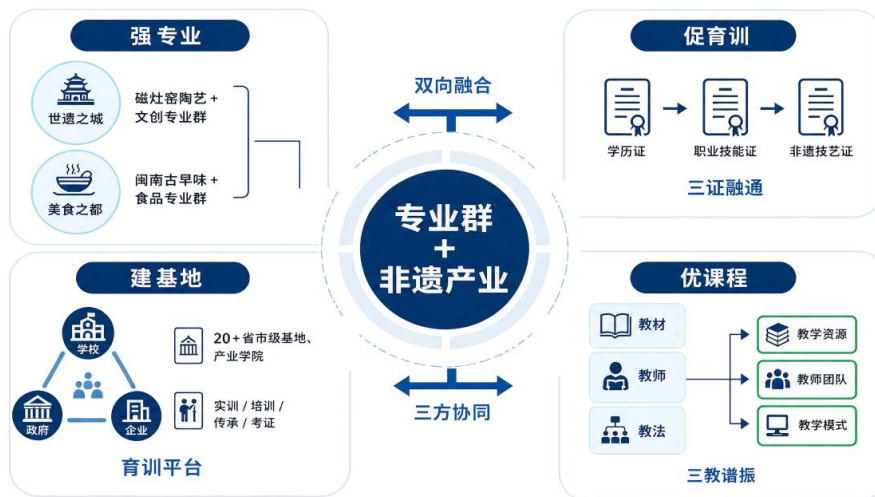 强专业
世遗之城
磁灶窑陶艺+
文创专业群
美食之都
闽南古早味+
食品专业群
双向融合
专业群
+
非遗产业
三方协同
促育训
学历证
职业技能证
非遗技艺证
三证融通
建基地
学校
政府
企业
20+省市级基地、
产业学院
实训/培训/
传承/考证
育训平台
优课程
教材
教师
教法
教学资源
教师团队
教学模式
三教谱振